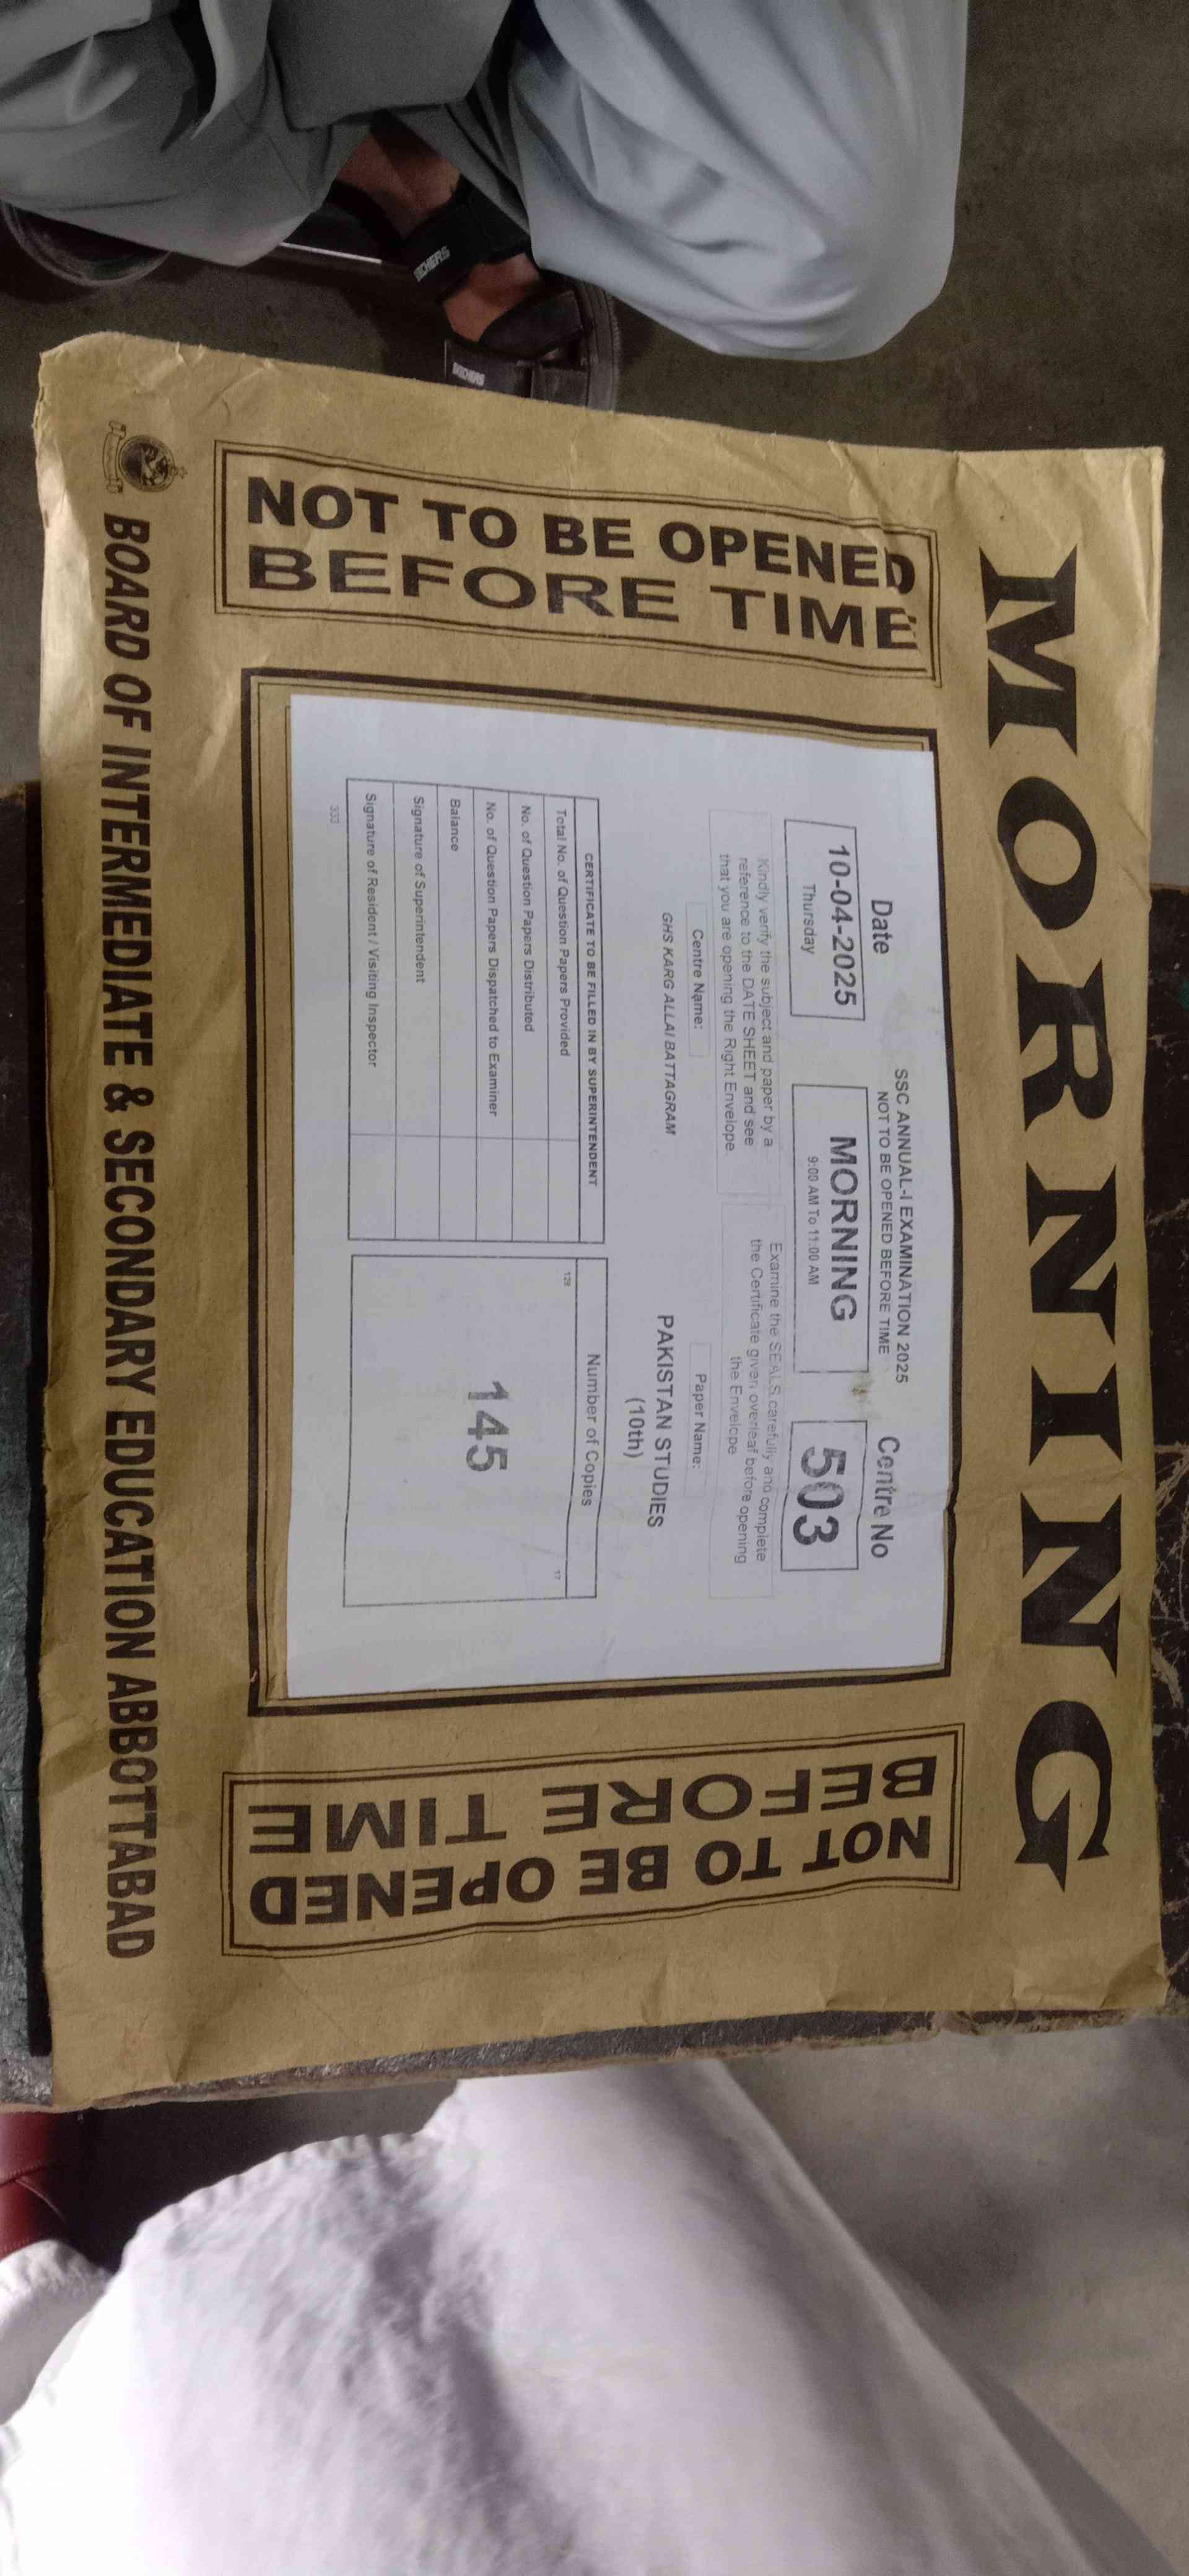 MORNING
NOT TO BE OPENED
BEFORE TIME
SSC ANNUAL-I EXAMINATION 2025
NOT TO BE OPENED BEFORE TIME
Date
10-04-2025
Thursday
MORNING
9:00 AM To 11:00 AM
Centre No
503
Kindly verify the subject and paper by a
reference to the DATE SHEET and see
that you are opening the Right Envelope.
Examine the SEALS carefully and complete
the Certificate given overleaf before opening
the Envelope
Centre Name:
GHS KARG ALLAI BATTAGRAM
Paper Name:
PAKISTAN STUDIES
(10th)
CERTIFICATE TO BE FILLED IN BY SUPERINTENDENT
Total No. of Question Papers Provided
No. of Question Papers Distributed
No. of Question Papers Dispatched to Examiner
Balance
Signature of Superintendent
Signature of Resident / Visiting Inspector
333
Number of Copies
128
17
145
NOT TO BE OPENED
BEFORE TIME
BOARD OF INTERMEDIATE & SECONDARY EDUCATION ABBOTTABAD
SKECHERS